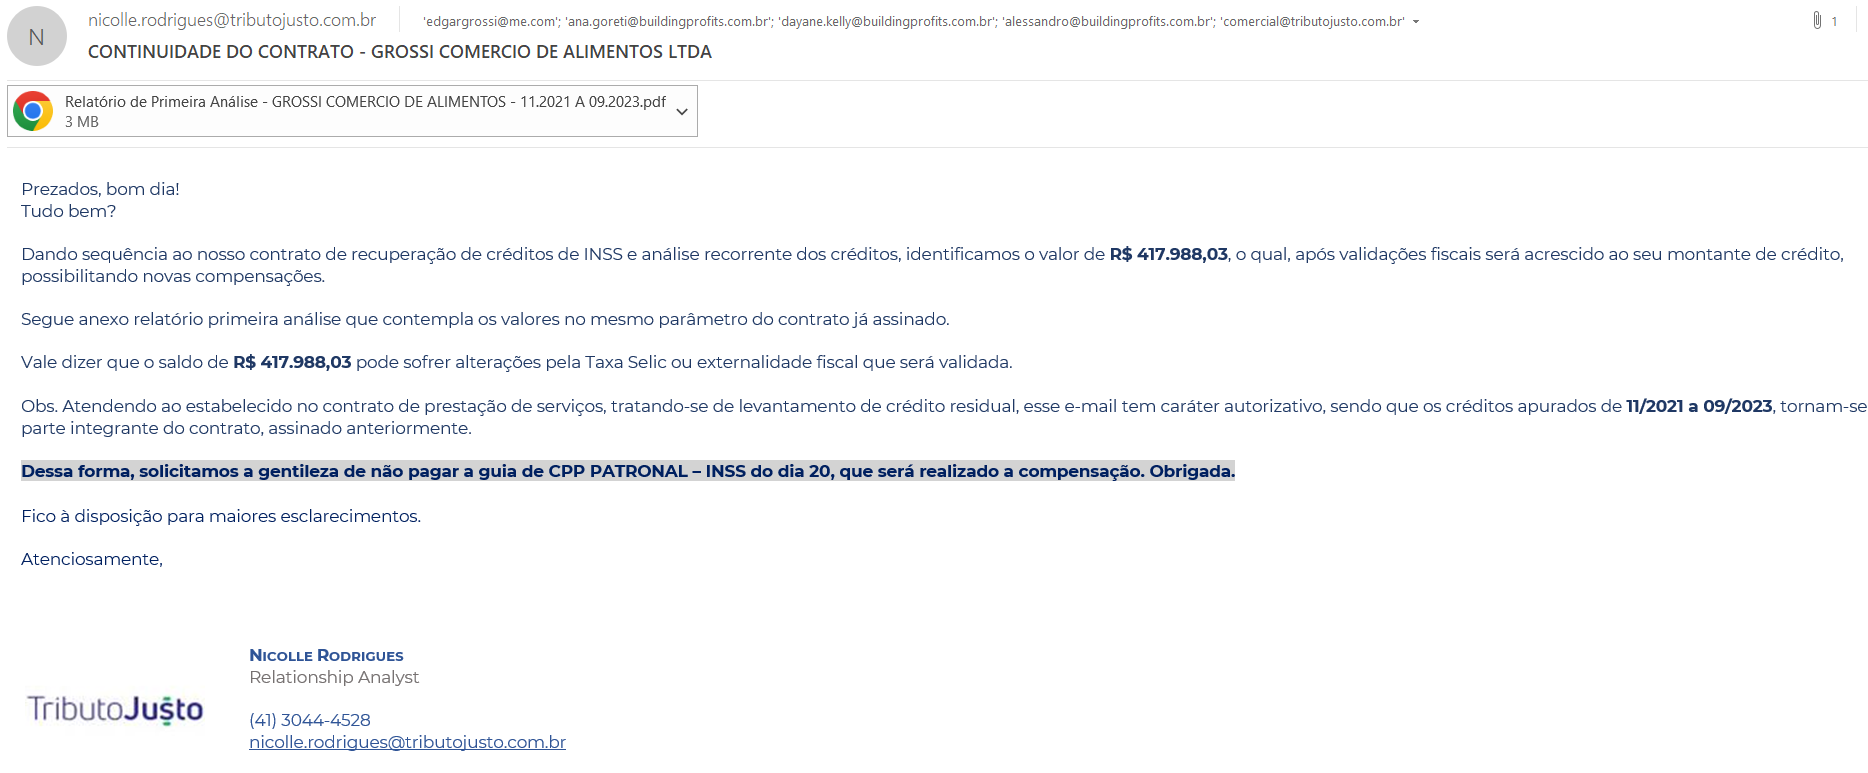 N
nicolle.rodrigues@tributojusto.com.br
'edgargrossi@me.com'; 'ana.goreti@buildingprofits.com.br'; 'dayane.kelly@buildingprofits.com.br'; 'alessandro@buildingprofits.com.br'; 'comercial@tributojusto.com.br'
1
CONTINUIDADE DO CONTRATO - GROSSI COMERCIO DE ALIMENTOS LTDA
Relatório de Primeira Análise - GROSSI COMERCIO DE ALIMENTOS - 11.2021 A 09.2023.pdf
3 MB
Prezados, bom dia!
Tudo bem?
Dando sequência ao nosso contrato de recuperação de créditos de INSS e análise recorrente dos créditos, identificamos o valor de R$ 417.988,03, o qual, após validações fiscais será acrescido ao seu montante de crédito,
possibilitando novas compensações.
Segue anexo relatório primeira análise que contempla os valores no mesmo parâmetro do contrato já assinado.
Vale dizer que o saldo de R$ 417.988,03 pode sofrer alterações pela Taxa Selic ou externalidade fiscal que será validada.
Obs. Atendendo ao estabelecido no contrato de prestação de serviços, tratando-se de levantamento de crédito residual, esse e-mail tem caráter autorizativo, sendo que os créditos apurados de 11/2021 a 09/2023, tornam-se
parte integrante do contrato, assinado anteriormente.
Dessa forma, solicitamos a gentileza de não pagar a guia de CPP PATRONAL – INSS do dia 20, que será realizado a compensação. Obrigada.
Fico à disposição para maiores esclarecimentos.
Atenciosamente,
NICOLLE RODRIGUES
Relationship Analyst
TributoJusto
(41) 3044-4528
nicolle.rodrigues@tributojusto.com.br